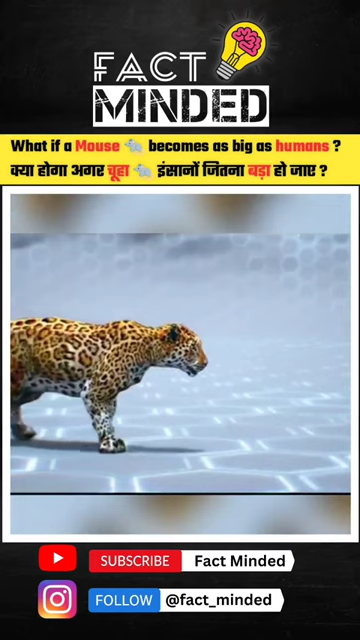 FACT
MINDED
What if a Mouse 🐁 becomes as big as humans ?
क्या होगा अगर चूहा 🐁 इंसानों जितना बड़ा हो जाए ?
SUBSCRIBE Fact Minded
FOLLOW @fact_minded